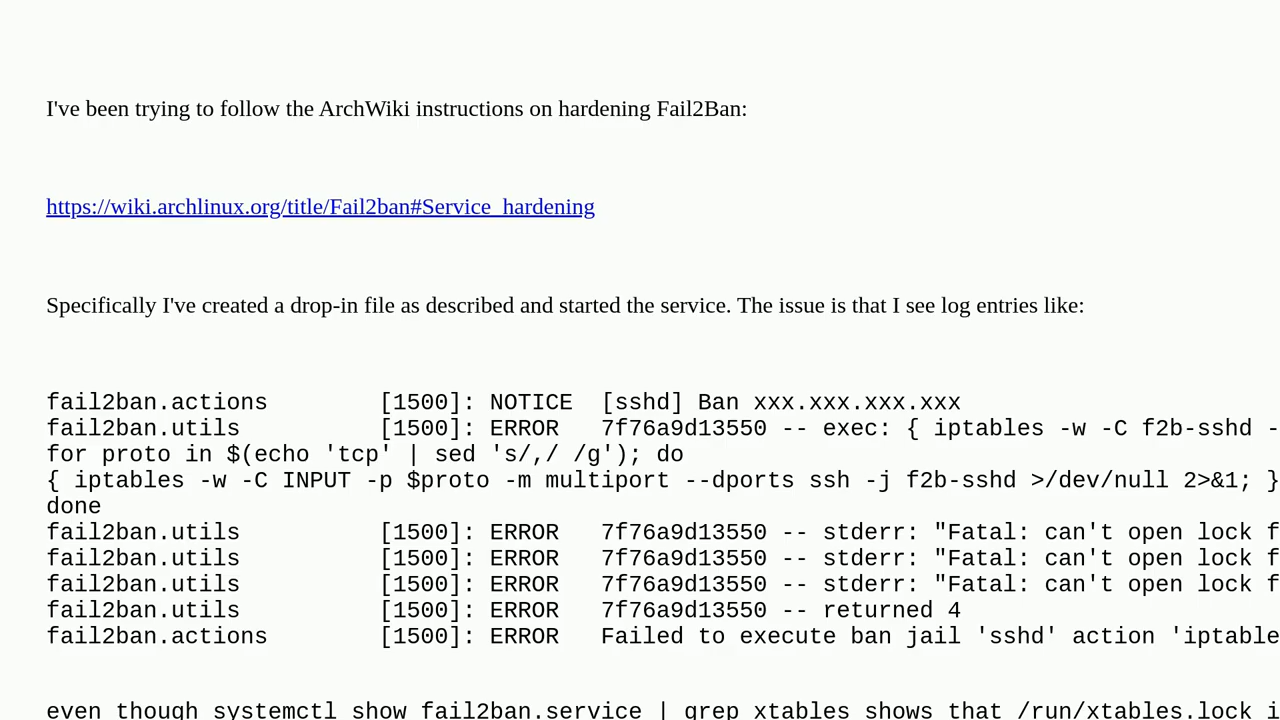 I've been trying to follow the ArchWiki instructions on hardening Fail2Ban:
https://wiki.archlinux.org/title/Fail2ban#Service_hardening
Specifically I've created a drop-in file as described and started the service. The issue is that I see log entries like:
fail2ban.actions        [1500]: NOTICE  [sshd] Ban xxx.xxx.xxx.xxx
fail2ban.utils          [1500]: ERROR   7f76a9d13550 -- exec: { iptables -w -C f2b-sshd -
for proto in $(echo 'tcp' | sed 's/,/ /g'); do
{ iptables -w -C INPUT -p $proto -m multiport --dports ssh -j f2b-sshd >/dev/null 2>&1; }
done
fail2ban.utils          [1500]: ERROR   7f76a9d13550 -- stderr: "Fatal: can't open lock f
fail2ban.utils          [1500]: ERROR   7f76a9d13550 -- stderr: "Fatal: can't open lock f
fail2ban.utils          [1500]: ERROR   7f76a9d13550 -- stderr: "Fatal: can't open lock f
fail2ban.utils          [1500]: ERROR   7f76a9d13550 -- returned 4
fail2ban.actions        [1500]: ERROR   Failed to execute ban jail 'sshd' action 'iptable
even though systemctl show fail2ban.service | grep xtables shows that /run/xtables.lock i